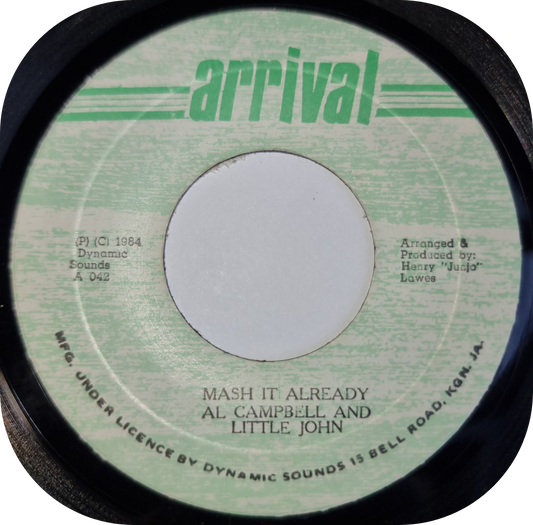 arrival
(P) (C) 1984
Dynamic
Sounds
A 042
Arranged &
Produced by:
Henry "Junjo"
Lawes
MASH IT ALREADY
AL CAMPBELL AND
LITTLE JOHN
MFG. UNDER LICENCE BY DYNAMIC SOUNDS 15 BELL ROAD, KGN. JA.